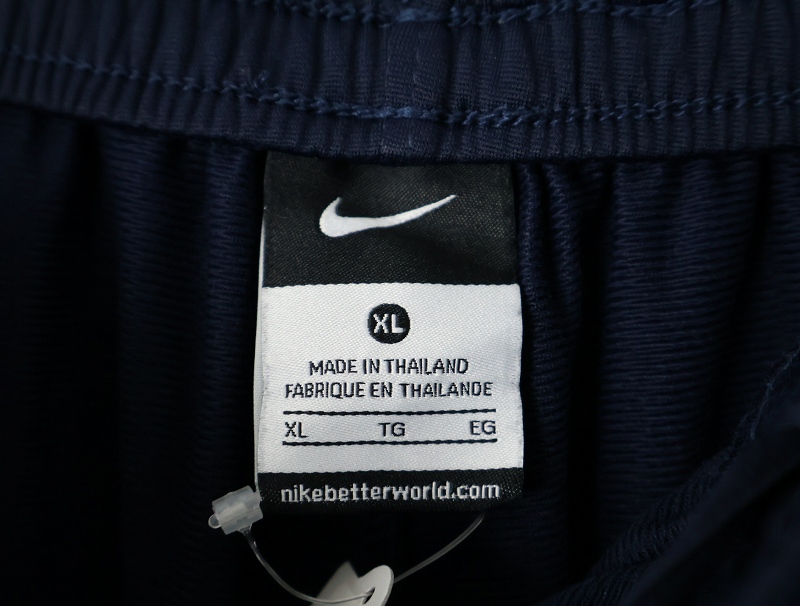 XL
MADE IN THAILAND
FABRIQUE EN THAILANDE
XL TG EG
nikebetterworld.com